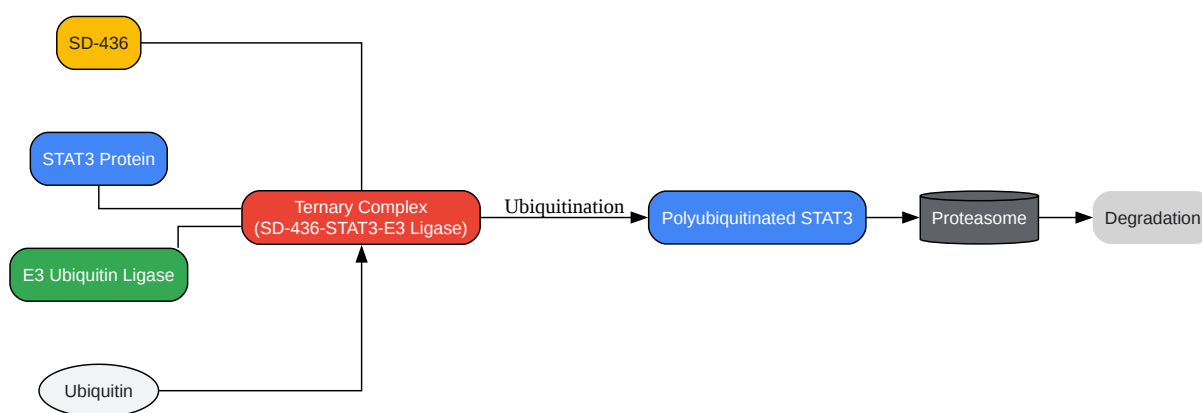 SD-436
STAT3 Protein
E3 Ubiquitin Ligase
Ubiquitin
Ternary Complex
(SD-436-STAT3-E3 Ligase)
Ubiquitination
Polyubiquitinated STAT3
Proteasome
Degradation